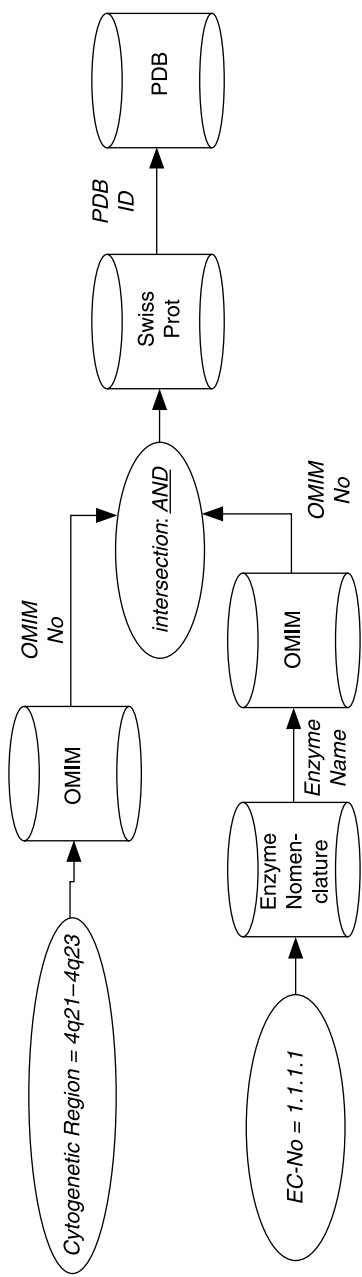 Cytogenetic Region = 4q21–4q23
OMIM
OMIM
No
EC-No = 1.1.1.1
Enzyme
Nomen-
clature
Enzyme
Name
OMIM
OMIM
No
intersection: AND
Swiss
Prot
PDB
ID
PDB